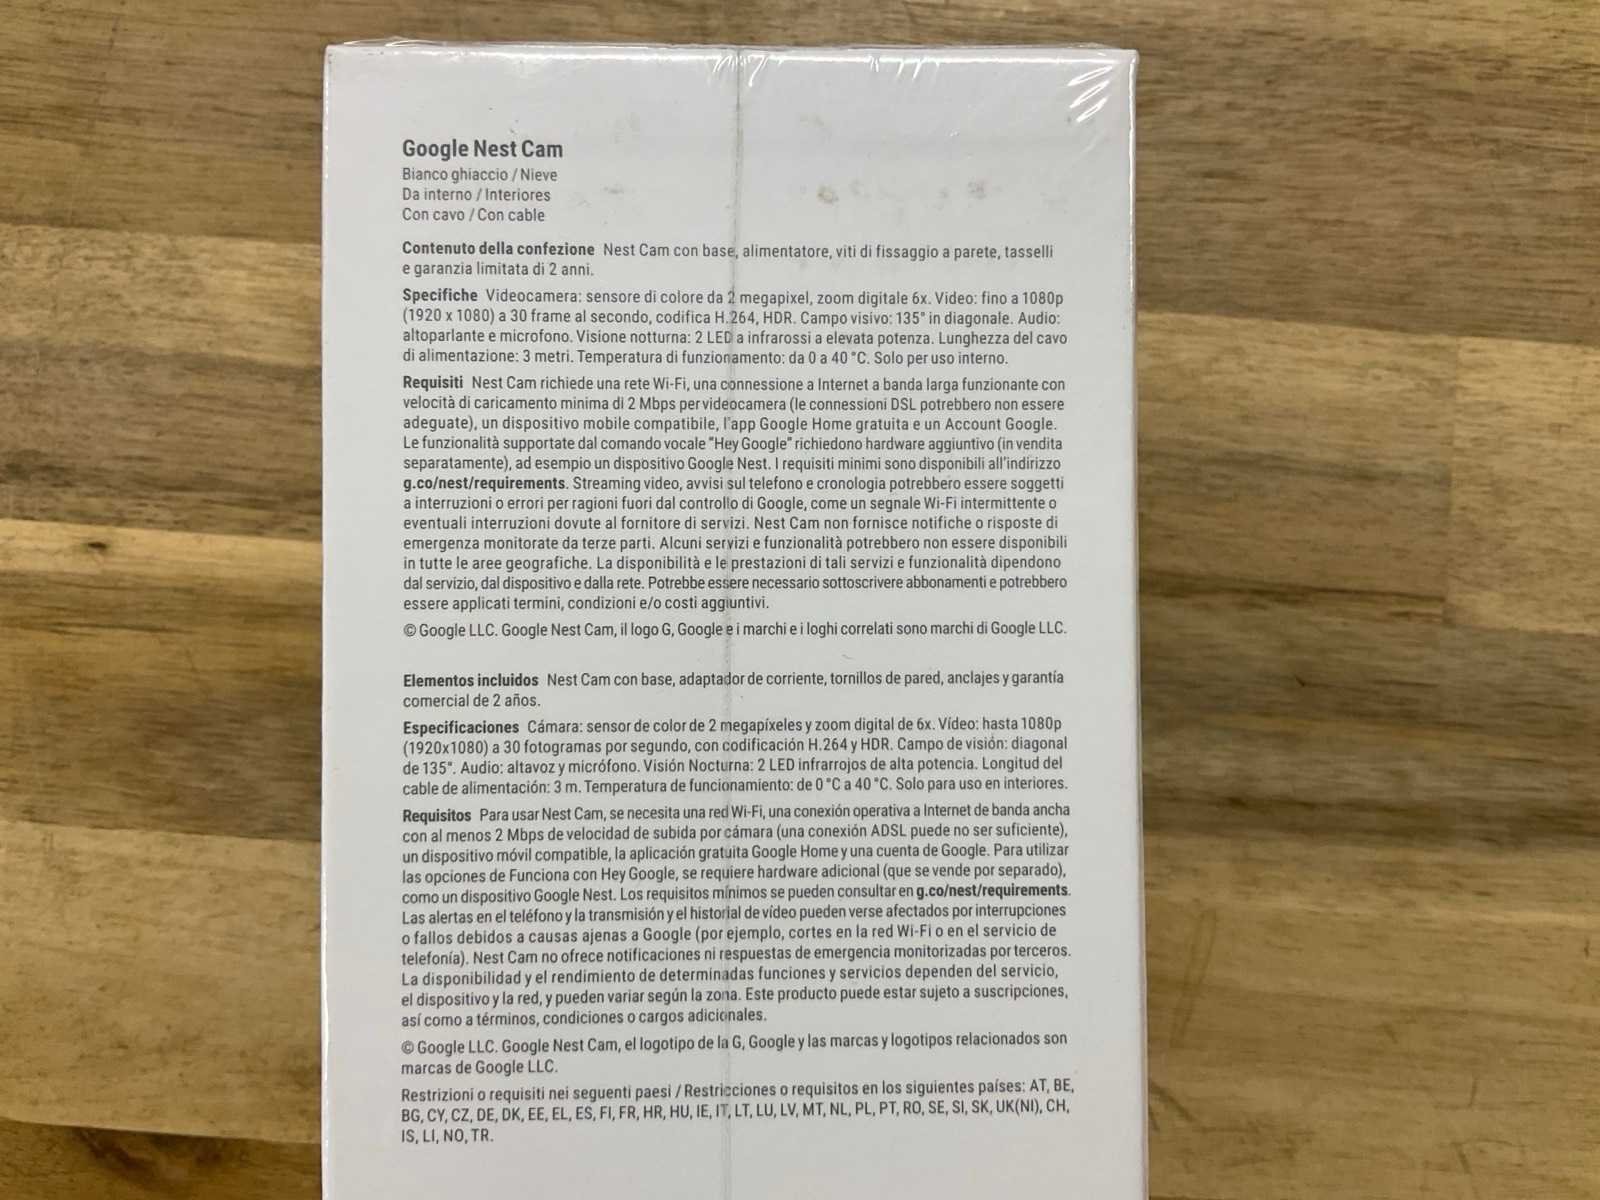 Google Nest Cam
Bianco ghiaccio / Nieve
Da interno / Interiores
Con cavo / Con cable
Contenuto della confezione Nest Cam con base, alimentatore, viti di fissaggio a parete, tasselli
e garanzia limitata di 2 anni.
Specifiche Videocamera: sensore di colore da 2 megapixel, zoom digitale 6x. Video: fino a 1080p
(1920 x 1080) a 30 frame al secondo, codifica H.264, HDR. Campo visivo: 135° in diagonale. Audio:
altoparlante e microfono. Visione notturna: 2 LED a infrarossi a elevata potenza. Lunghezza del cavo
di alimentazione: 3 metri. Temperatura di funzionamento: da 0 a 40 °C. Solo per uso interno.
Requisiti Nest Cam richiede una rete Wi-Fi, una connessione a Internet a banda larga funzionante con
velocità di caricamento minima di 2 Mbps per videocamera (le connessioni DSL potrebbero non essere
adeguate), un dispositivo mobile compatibile, l'app Google Home gratuita e un Account Google.
Le funzionalità supportate dal comando vocale "Hey Google" richiedono hardware aggiuntivo (in vendita
separatamente), ad esempio un dispositivo Google Nest. I requisiti minimi sono disponibili all'indirizzo
g.co/nest/requirements. Streaming video, avvisi sul telefono e cronologia potrebbero essere soggetti
a interruzioni o errori per ragioni fuori dal controllo di Google, come un segnale Wi-Fi intermittente o
eventuali interruzioni dovute al fornitore di servizi. Nest Cam non fornisce notifiche o risposte di
emergenza monitorate da terze parti. Alcuni servizi e funzionalità potrebbero non essere disponibili
in tutte le aree geografiche. La disponibilità e le prestazioni di tali servizi e funzionalità dipendono
dal servizio, dal dispositivo e dalla rete. Potrebbe essere necessario sottoscrivere abbonamenti e potrebbero
essere applicati termini, condizioni e/o costi aggiuntivi.
© Google LLC. Google Nest Cam, il logo G, Google e i marchi e i loghi correlati sono marchi di Google LLC.
Elementos incluidos Nest Cam con base, adaptador de corriente, tornillos de pared, anclajes y garantía
comercial de 2 años.
Especificaciones Cámara: sensor de color de 2 megapíxeles y zoom digital de 6x. Vídeo: hasta 1080p
(1920x1080) a 30 fotogramas por segundo, con codificación H.264 y HDR. Campo de visión: diagonal
de 135°. Audio: altavoz y micrófono. Visión Nocturna: 2 LED infrarrojos de alta potencia. Longitud del
cable de alimentación: 3 m. Temperatura de funcionamiento: de 0 °C a 40 °C. Solo para uso en interiores.
Requisitos Para usar Nest Cam, se necesita una red Wi-Fi, una conexión operativa a Internet de banda ancha
con al menos 2 Mbps de velocidad de subida por cámara (una conexión ADSL puede no ser suficiente),
un dispositivo móvil compatible, la aplicación gratuita Google Home y una cuenta de Google. Para utilizar
las opciones de Funciona con Hey Google, se requiere hardware adicional (que se vende por separado),
como un dispositivo Google Nest. Los requisitos mínimos se pueden consultar en g.co/nest/requirements.
Las alertas en el teléfono y la transmisión y el historial de vídeo pueden verse afectados por interrupciones
o fallos debidos a causas ajenas a Google (por ejemplo, cortes en la red Wi-Fi o en el servicio de
telefonía). Nest Cam no ofrece notificaciones ni respuestas de emergencia monitorizadas por terceros.
La disponibilidad y el rendimiento de determinadas funciones y servicios dependen del servicio,
el dispositivo y la red, y pueden variar según la zona. Este producto puede estar sujeto a suscripciones,
así como a términos, condiciones o cargos adicionales.
© Google LLC. Google Nest Cam, el logotipo de la G, Google y las marcas y logotipos relacionados son
marcas de Google LLC.
Restrizioni o requisiti nei seguenti paesi / Restricciones o requisitos en los siguientes países: AT, BE,
BG, CY, CZ, DE, DK, EE, EL, ES, FI, FR, HR, HU, IE, IT, LT, LU, LV, MT, NL, PL, PT, RO, SE, SI, SK, UK(NI), CH,
IS, LI, NO, TR.